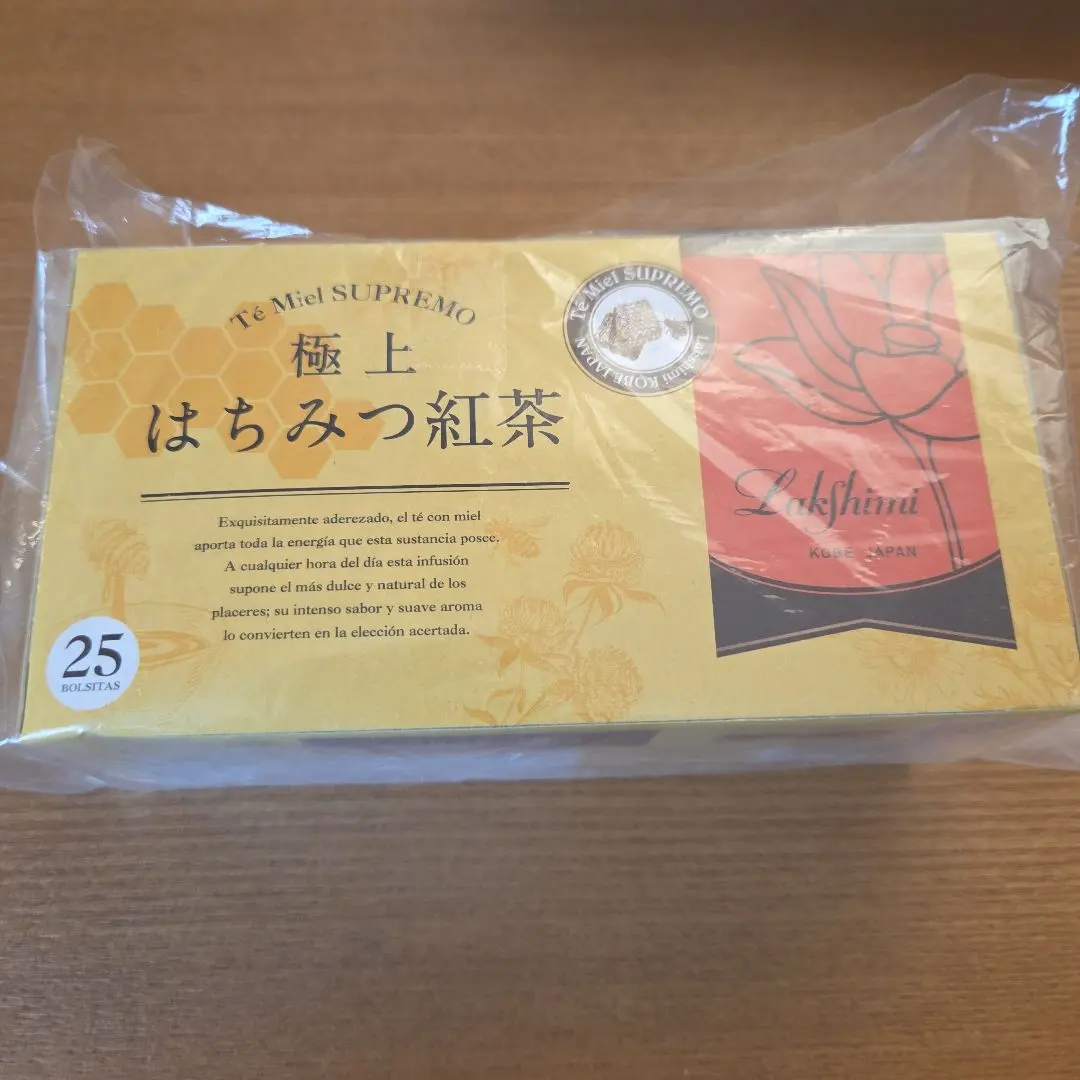 Té Miel SUPREMO
極上
はちみつ紅茶
Exquisitamente aderezado, el té con miel
aporta toda la energía que esta sustancia posee.
A cualquier hora del día esta infusión
supone el más dulce y natural de los
placeres; su intenso sabor y suave aroma
lo convierten en la elección acertada.
25
BOLSITAS
Té Miel SUPREMO
Lakshimi KOBE JAPAN
Lakshimi
KOBE JAPAN